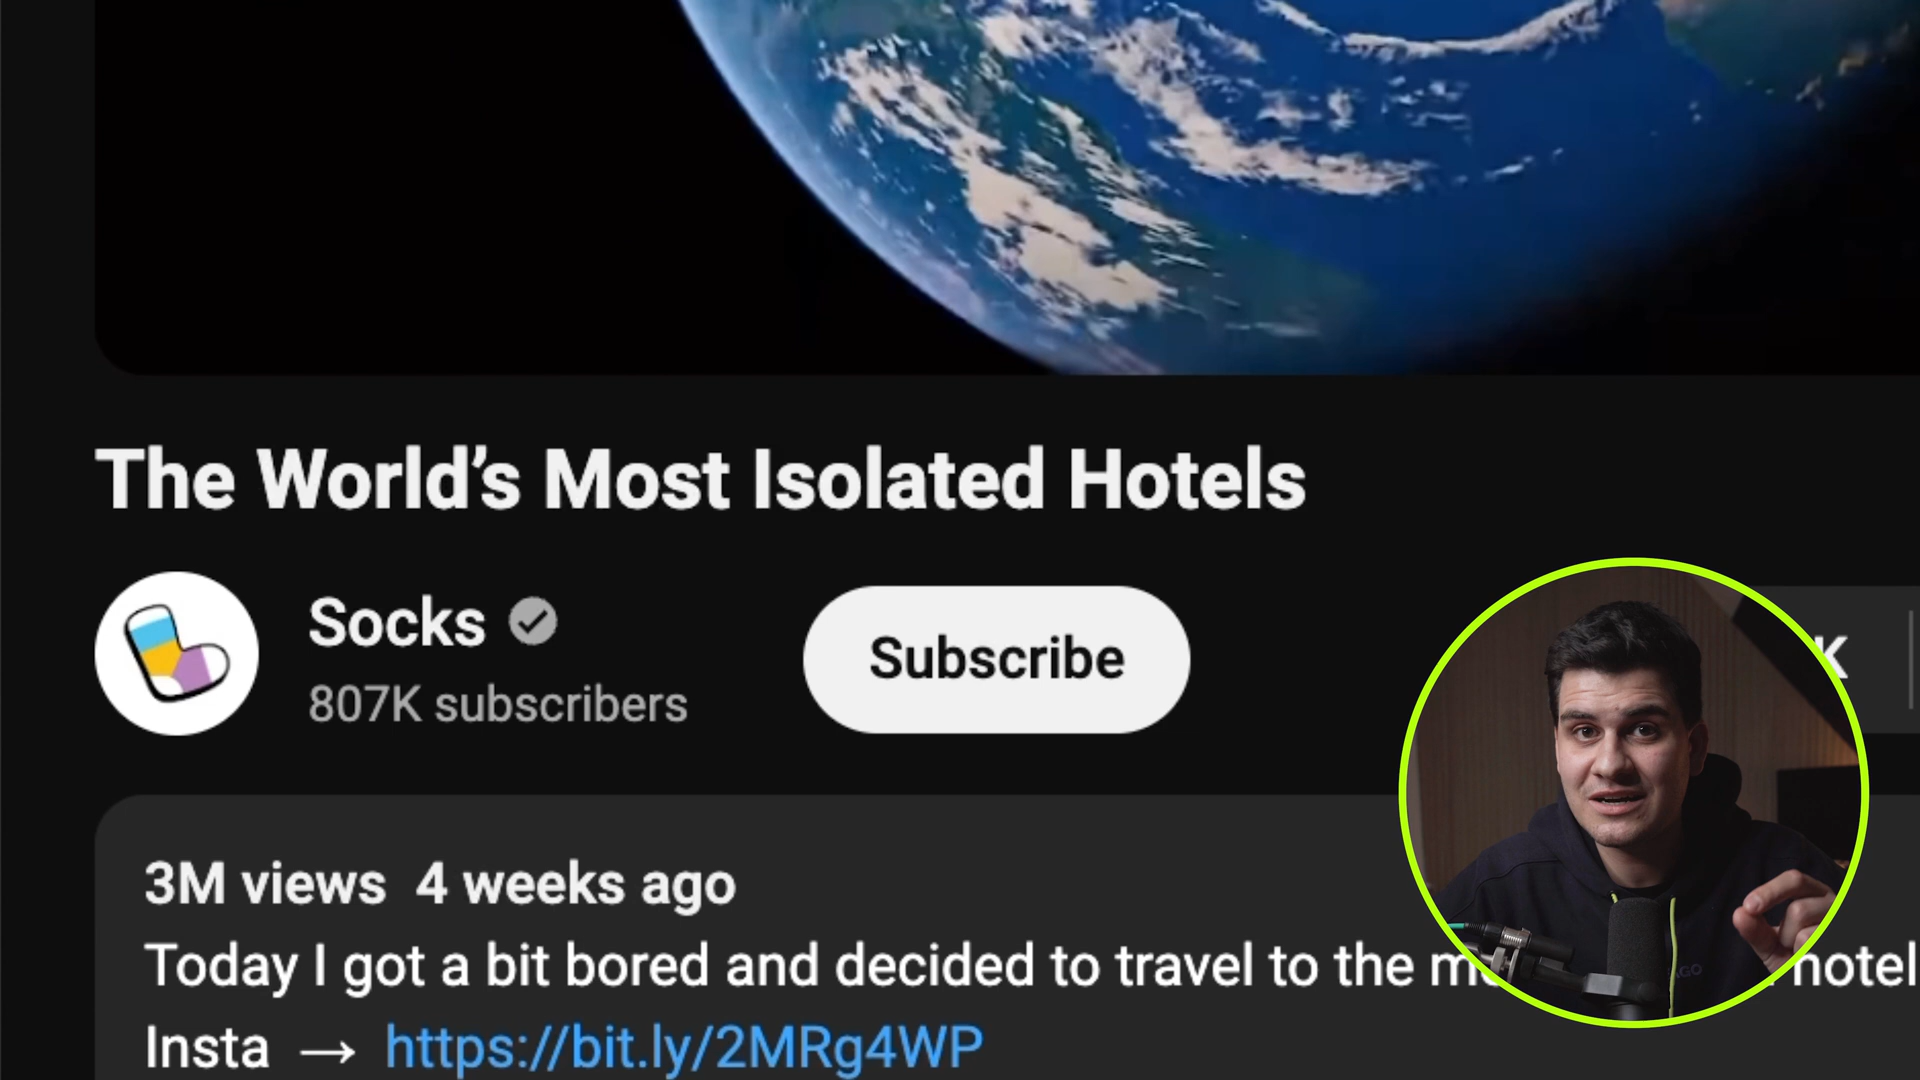 The World’s Most Isolated Hotels
Socks
807K subscribers
Subscribe
K
3M views 4 weeks ago
Today I got a bit bored and decided to travel to the hotel
Insta → https://bit.ly/2MRg4WP